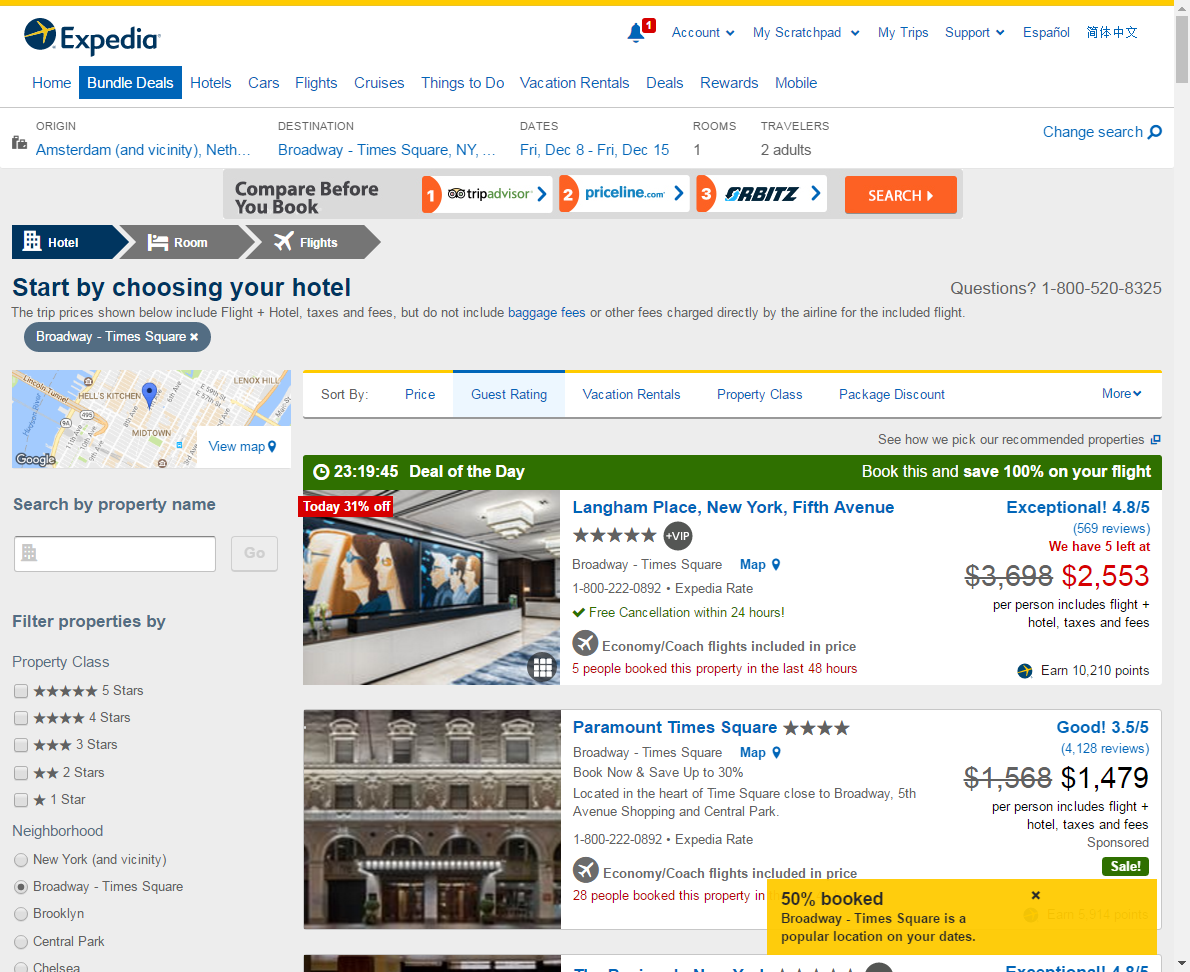 Expedia
1
Account
My Scratchpad
My Trips
Support
Español
简体中文
Home
Bundle Deals
Hotels
Cars
Flights
Cruises
Things to Do
Vacation Rentals
Deals
Rewards
Mobile
ORIGIN
Amsterdam (and vicinity), Neth...
DESTINATION
Broadway - Times Square, NY, ...
DATES
Fri, Dec 8 - Fri, Dec 15
ROOMS
1
TRAVELERS
2 adults
Change search
Compare Before
You Book
1 tripadvisor
2 priceline.com
3 ORBITZ
SEARCH
Hotel
Room
Flights
Start by choosing your hotel
Questions? 1-800-520-8325
The trip prices shown below include Flight + Hotel, taxes and fees, but do not include baggage fees or other fees charged directly by the airline for the included flight.
Broadway - Times Square ×
Lincoln Tunnel
HELL'S KITCHEN
E 59th St
LENOX HILL
Hudson River
495
9A
MIDTOWN
View map
Google
Search by property name
Go
Filter properties by
Property Class
5 Stars
4 Stars
3 Stars
2 Stars
1 Star
Neighborhood
New York (and vicinity)
Broadway - Times Square
Brooklyn
Central Park
Chelsea
Sort By:
Price
Guest Rating
Vacation Rentals
Property Class
Package Discount
More
See how we pick our recommended properties
23:19:45 Deal of the Day
Book this and save 100% on your flight
Today 31% off
Langham Place, New York, Fifth Avenue
+VIP
Broadway - Times Square Map
1-800-222-0892 • Expedia Rate
Free Cancellation within 24 hours!
Economy/Coach flights included in price
5 people booked this property in the last 48 hours
Exceptional! 4.8/5
(569 reviews)
We have 5 left at
$3,698 $2,553
per person includes flight +
hotel, taxes and fees
Earn 10,210 points
Paramount Times Square
Broadway - Times Square Map
Book Now & Save Up to 30%
Located in the heart of Time Square close to Broadway, 5th
Avenue Shopping and Central Park.
1-800-222-0892 • Expedia Rate
Economy/Coach flights included in price
28 people booked this property in
Good! 3.5/5
(4,128 reviews)
$1,568 $1,479
per person includes flight +
hotel, taxes and fees
Sponsored
Sale!
Earn 5,914 points
50% booked
×
Broadway - Times Square is a
popular location on your dates.
Exceptional! 4.8/5